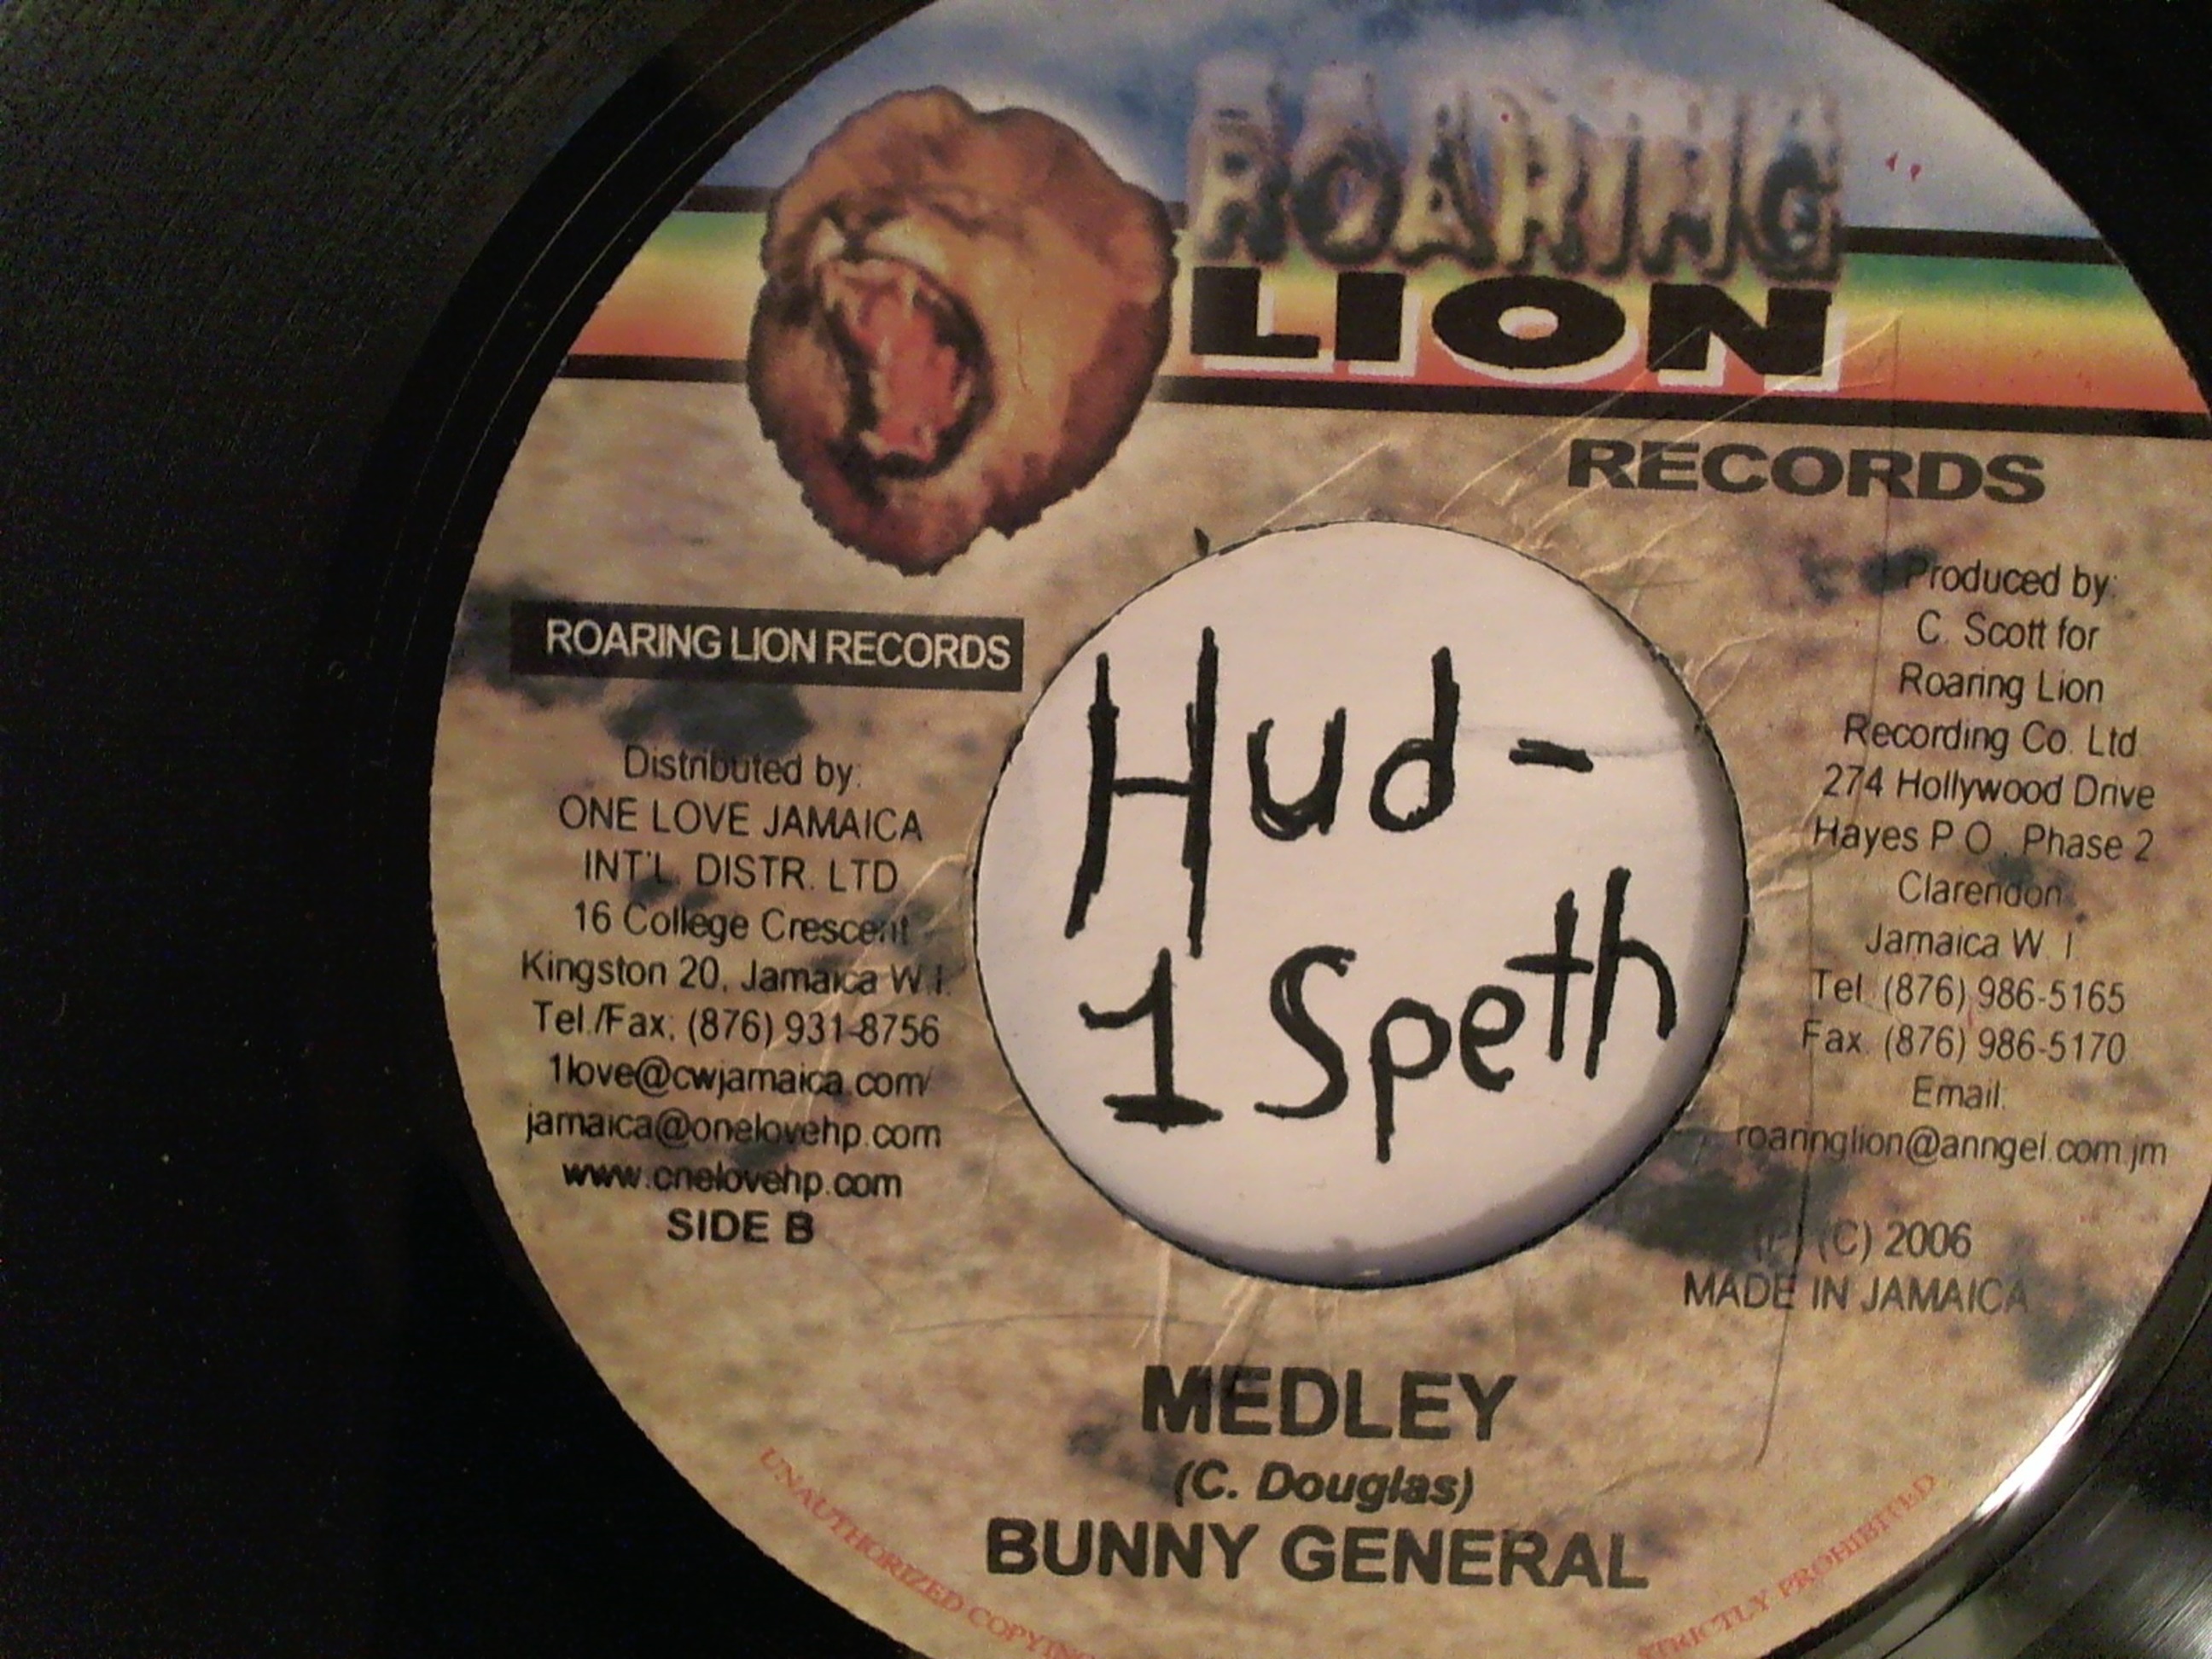 ROARING
LION
RECORDS
ROARING LION RECORDS
Distributed by:
ONE LOVE JAMAICA
INT'L. DISTR. LTD
16 College Crescent
Kingston 20, Jamaica W.I.
Tel./Fax; (876) 931-8756
1love@cwjamaica.com/
jamaica@onelovehp.com
www.onelovehp.com
SIDE B
Hud-
1 Speth
Produced by:
C. Scott for
Roaring Lion
Recording Co. Ltd
274 Hollywood Drive
Hayes P.O., Phase 2
Clarendon,
Jamaica W. I.
Tel. (876) 986-5165
Fax. (876) 986-5170
Email:
roaringlion@anngel.com.jm
(P) (C) 2006
MADE IN JAMAICA
MEDLEY
(C. Douglas)
BUNNY GENERAL
UNAUTHORIZED COPYING
STRICTLY PROHIBITED